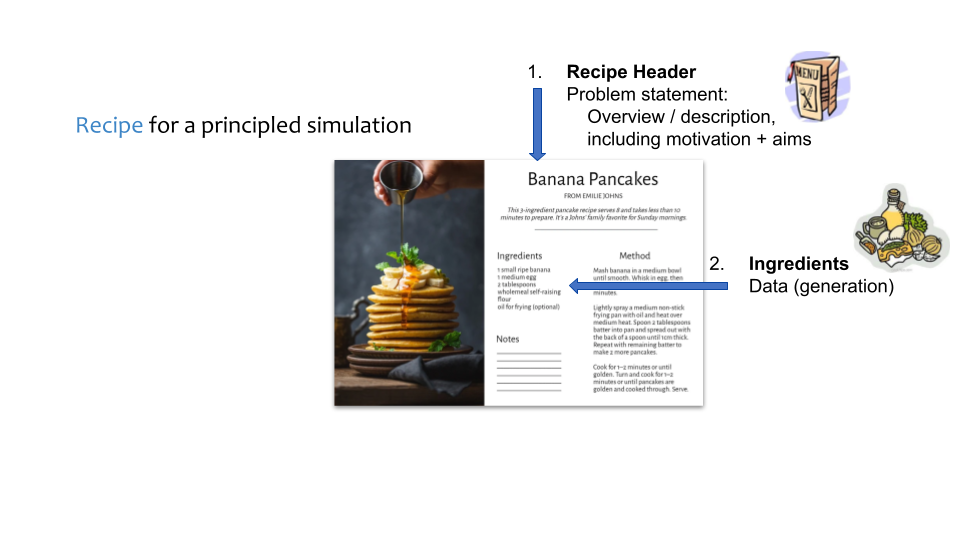 1. Recipe Header
Problem statement:
Overview / description,
including motivation + aims
MENU
Recipe for a principled simulation
Banana Pancakes
FROM EMILIE JOHNS
This 3-ingredient pancake recipe serves 8 and takes less than 10
minutes to prepare. It's a Johns' family favorite for Sunday mornings.
2. Ingredients
Data (generation)
Ingredients
1 small ripe banana
1 medium egg
2 tablespoons
wholemeal self-raising
flour
oil for frying (optional)
Notes
Method
Mash banana in a medium bowl
until smooth. Whisk in egg, then
minutes.
Lightly spray a medium non-stick
frying pan with oil and heat over
medium heat. Spoon 2 tablespoons
batter into pan and spread out with
the back of a spoon until 1cm thick.
Repeat with remaining batter to
make 2 more pancakes.
Cook for 1–2 minutes or until
golden. Turn and cook for 1–2
minutes or until pancakes are
golden and cooked through. Serve.